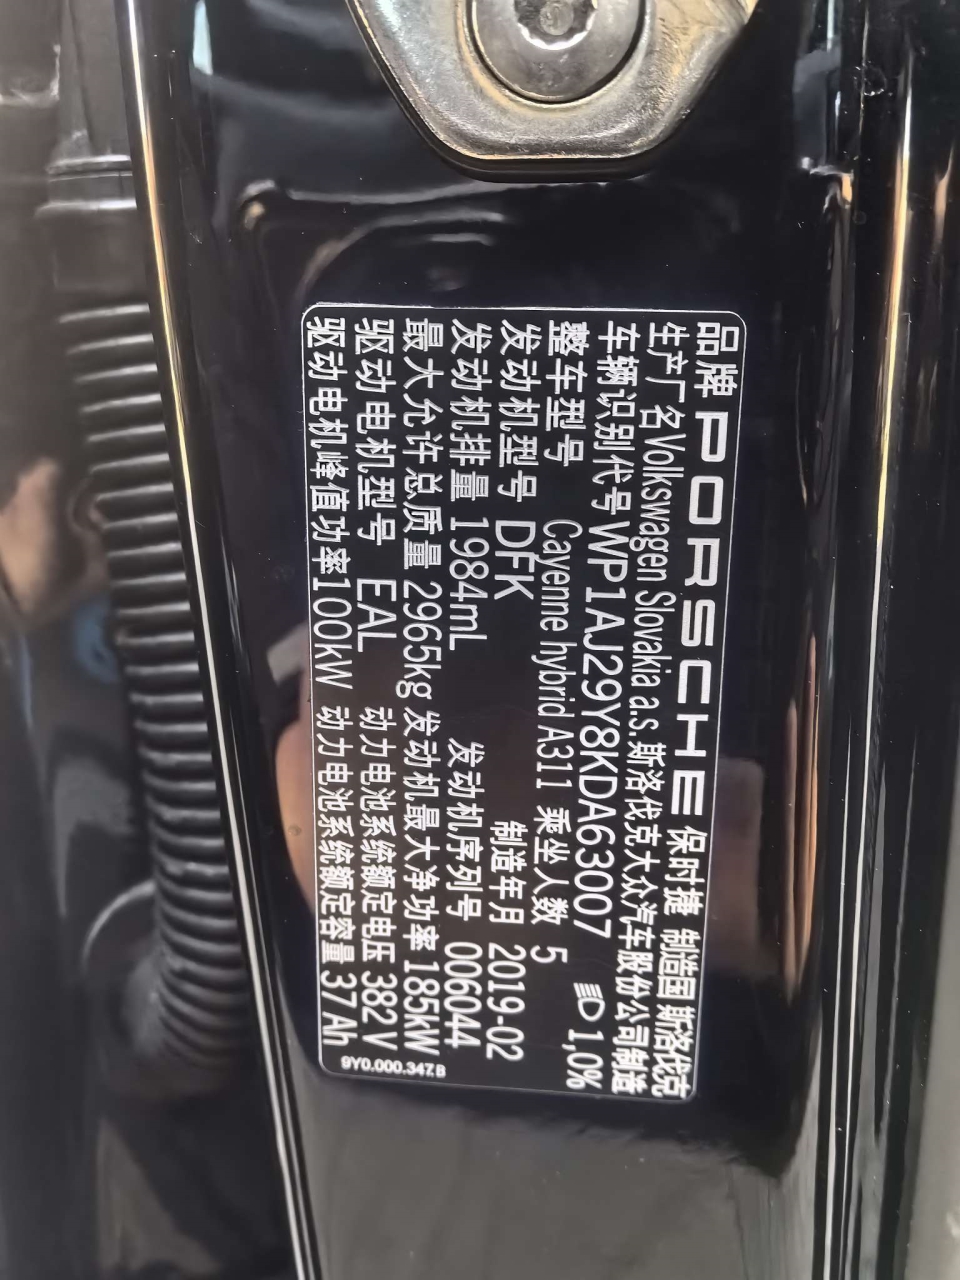 品牌 PORSCHE 保时捷 制造国 斯洛伐克
生产厂名 Volkswagen Slovakia a.s. 斯洛伐克大众汽车股份公司制造
车辆识别代号 WP1AJ29Y8KDA63007
整车型号 Cayenne hybrid A311 乘坐人数 5 1,0%
发动机型号 DFK 制造年月 2019-02
发动机排量 1984mL 发动机序列号 006044
最大允许总质量 2965kg 发动机最大净功率 185kW
驱动电机型号 EAL 动力电池系统额定电压 382V
驱动电机峰值功率 100kW 动力电池系统额定容量 37Ah
9Y0.000.347.B